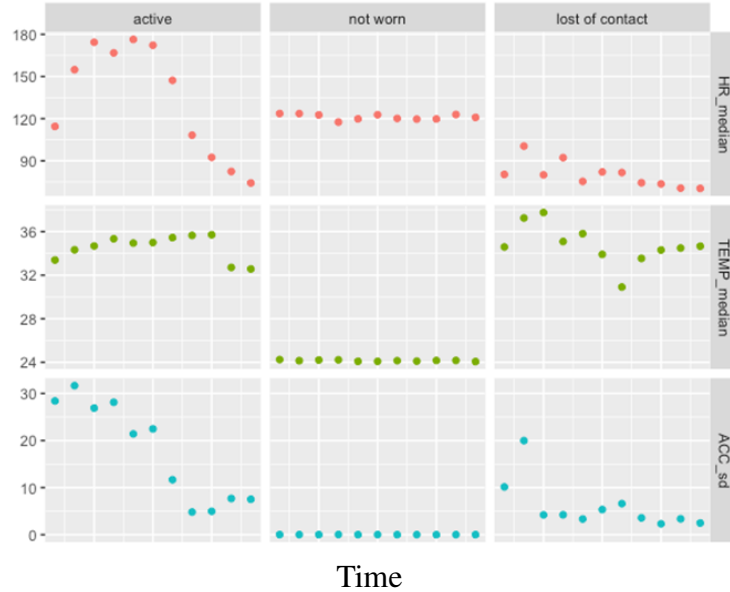 active not worn lost of contact
180
150
120
90
HR_median
36
32
28
24
TEMP_median
30
20
10
0
ACC_sd
Time